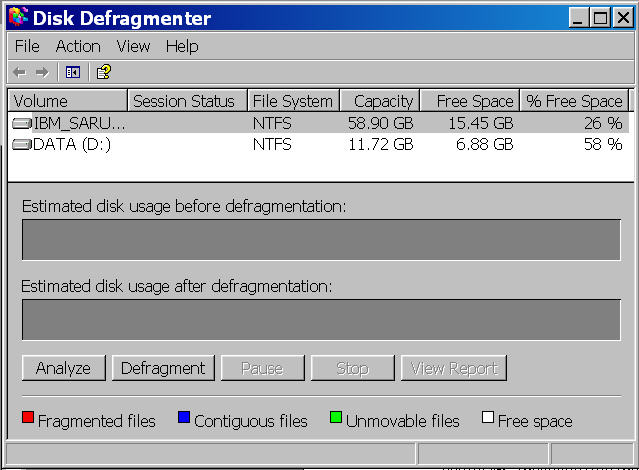 Disk Defragmenter
File Action View Help
Volume Session Status File System Capacity Free Space % Free Space
IBM_SARU... NTFS 58.90 GB 15.45 GB 26 %
DATA (D:) NTFS 11.72 GB 6.88 GB 58 %
Estimated disk usage before defragmentation:
Estimated disk usage after defragmentation:
Analyze Defragment Pause Stop View Report
Fragmented files Contiguous files Unmovable files Free space